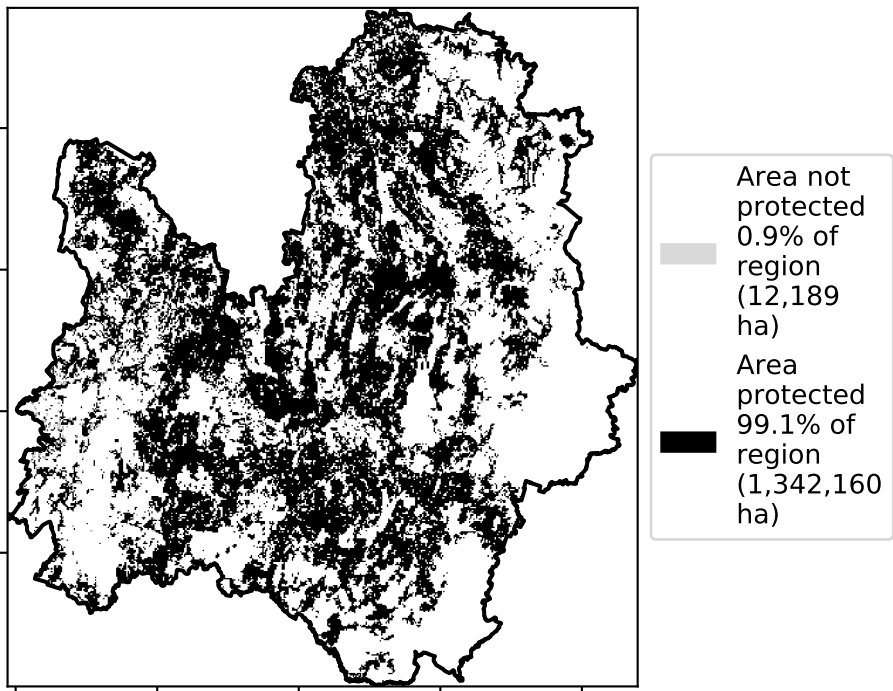 Area not
protected
0.9% of
region
(12,189
ha)
Area
protected
99.1% of
region
(1,342,160
ha)